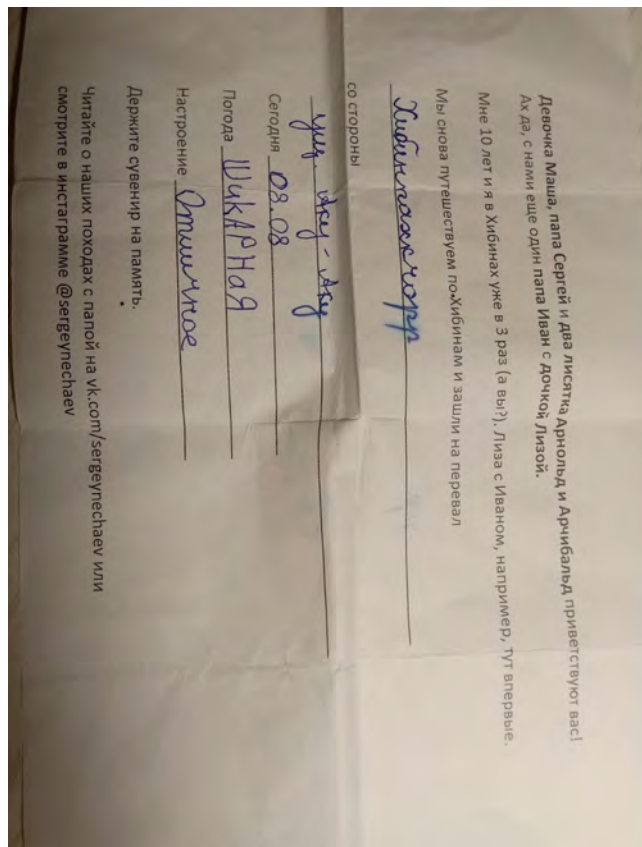 Девочка Маша, папа Сергей и два лисятка Арнольд и Арчибальд приветствуют вас!
Ах да, с нами еще один папа Иван с дочкой Лизой.
Мне 10 лет и я в Хибинах уже в 3 раз (а вы?). Лиза с Иваном, например, тут впервые.
Мы снова путешествуем по Хибинам и зашли на перевал
Хибинпахкчорр
со стороны
ущ. Аку-Аку
Сегодня 08.08
Погода ШИКАРНАЯ
Настроение Отличное
Держите сувенир на память.
Читайте о наших походах с папой на vk.com/sergeynechaev или
смотрите в инстаграмме @sergeynechaev